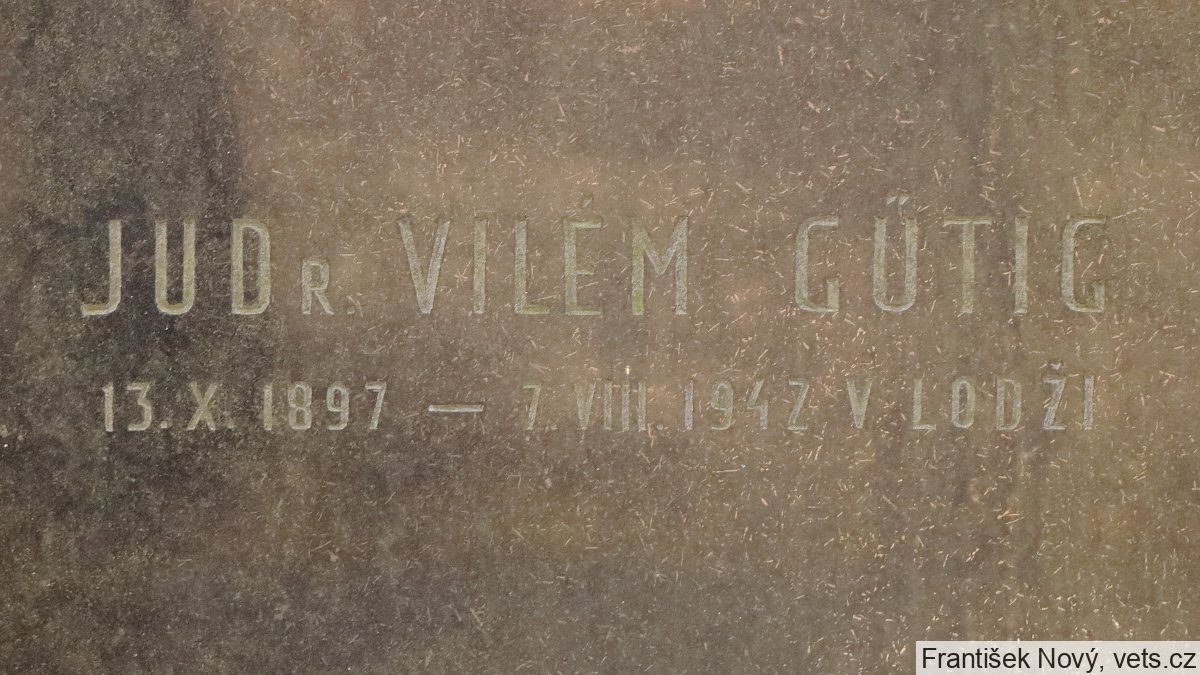 JUDR. VILÉM GÜTIG
13. X. 1897 — 7. VIII. 1942 V LODŽI
František Nový, vets.cz